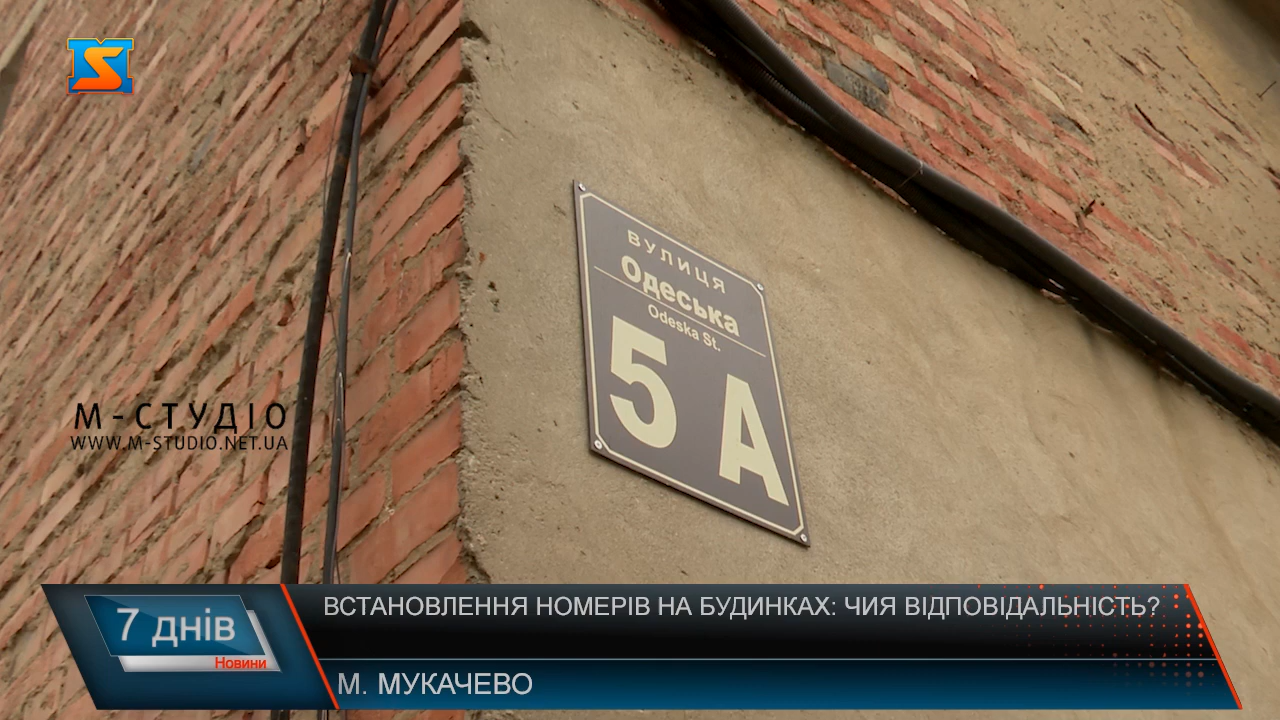 ВУЛИЦЯ
Одеська
Odeska St.
5 А
М-СТУДІО
WWW.M-STUDIO.NET.UA
7 днів
Новини
ВСТАНОВЛЕННЯ НОМЕРІВ НА БУДИНКАХ: ЧИЯ ВІДПОВІДАЛЬНІСТЬ?
М. МУКАЧЕВО